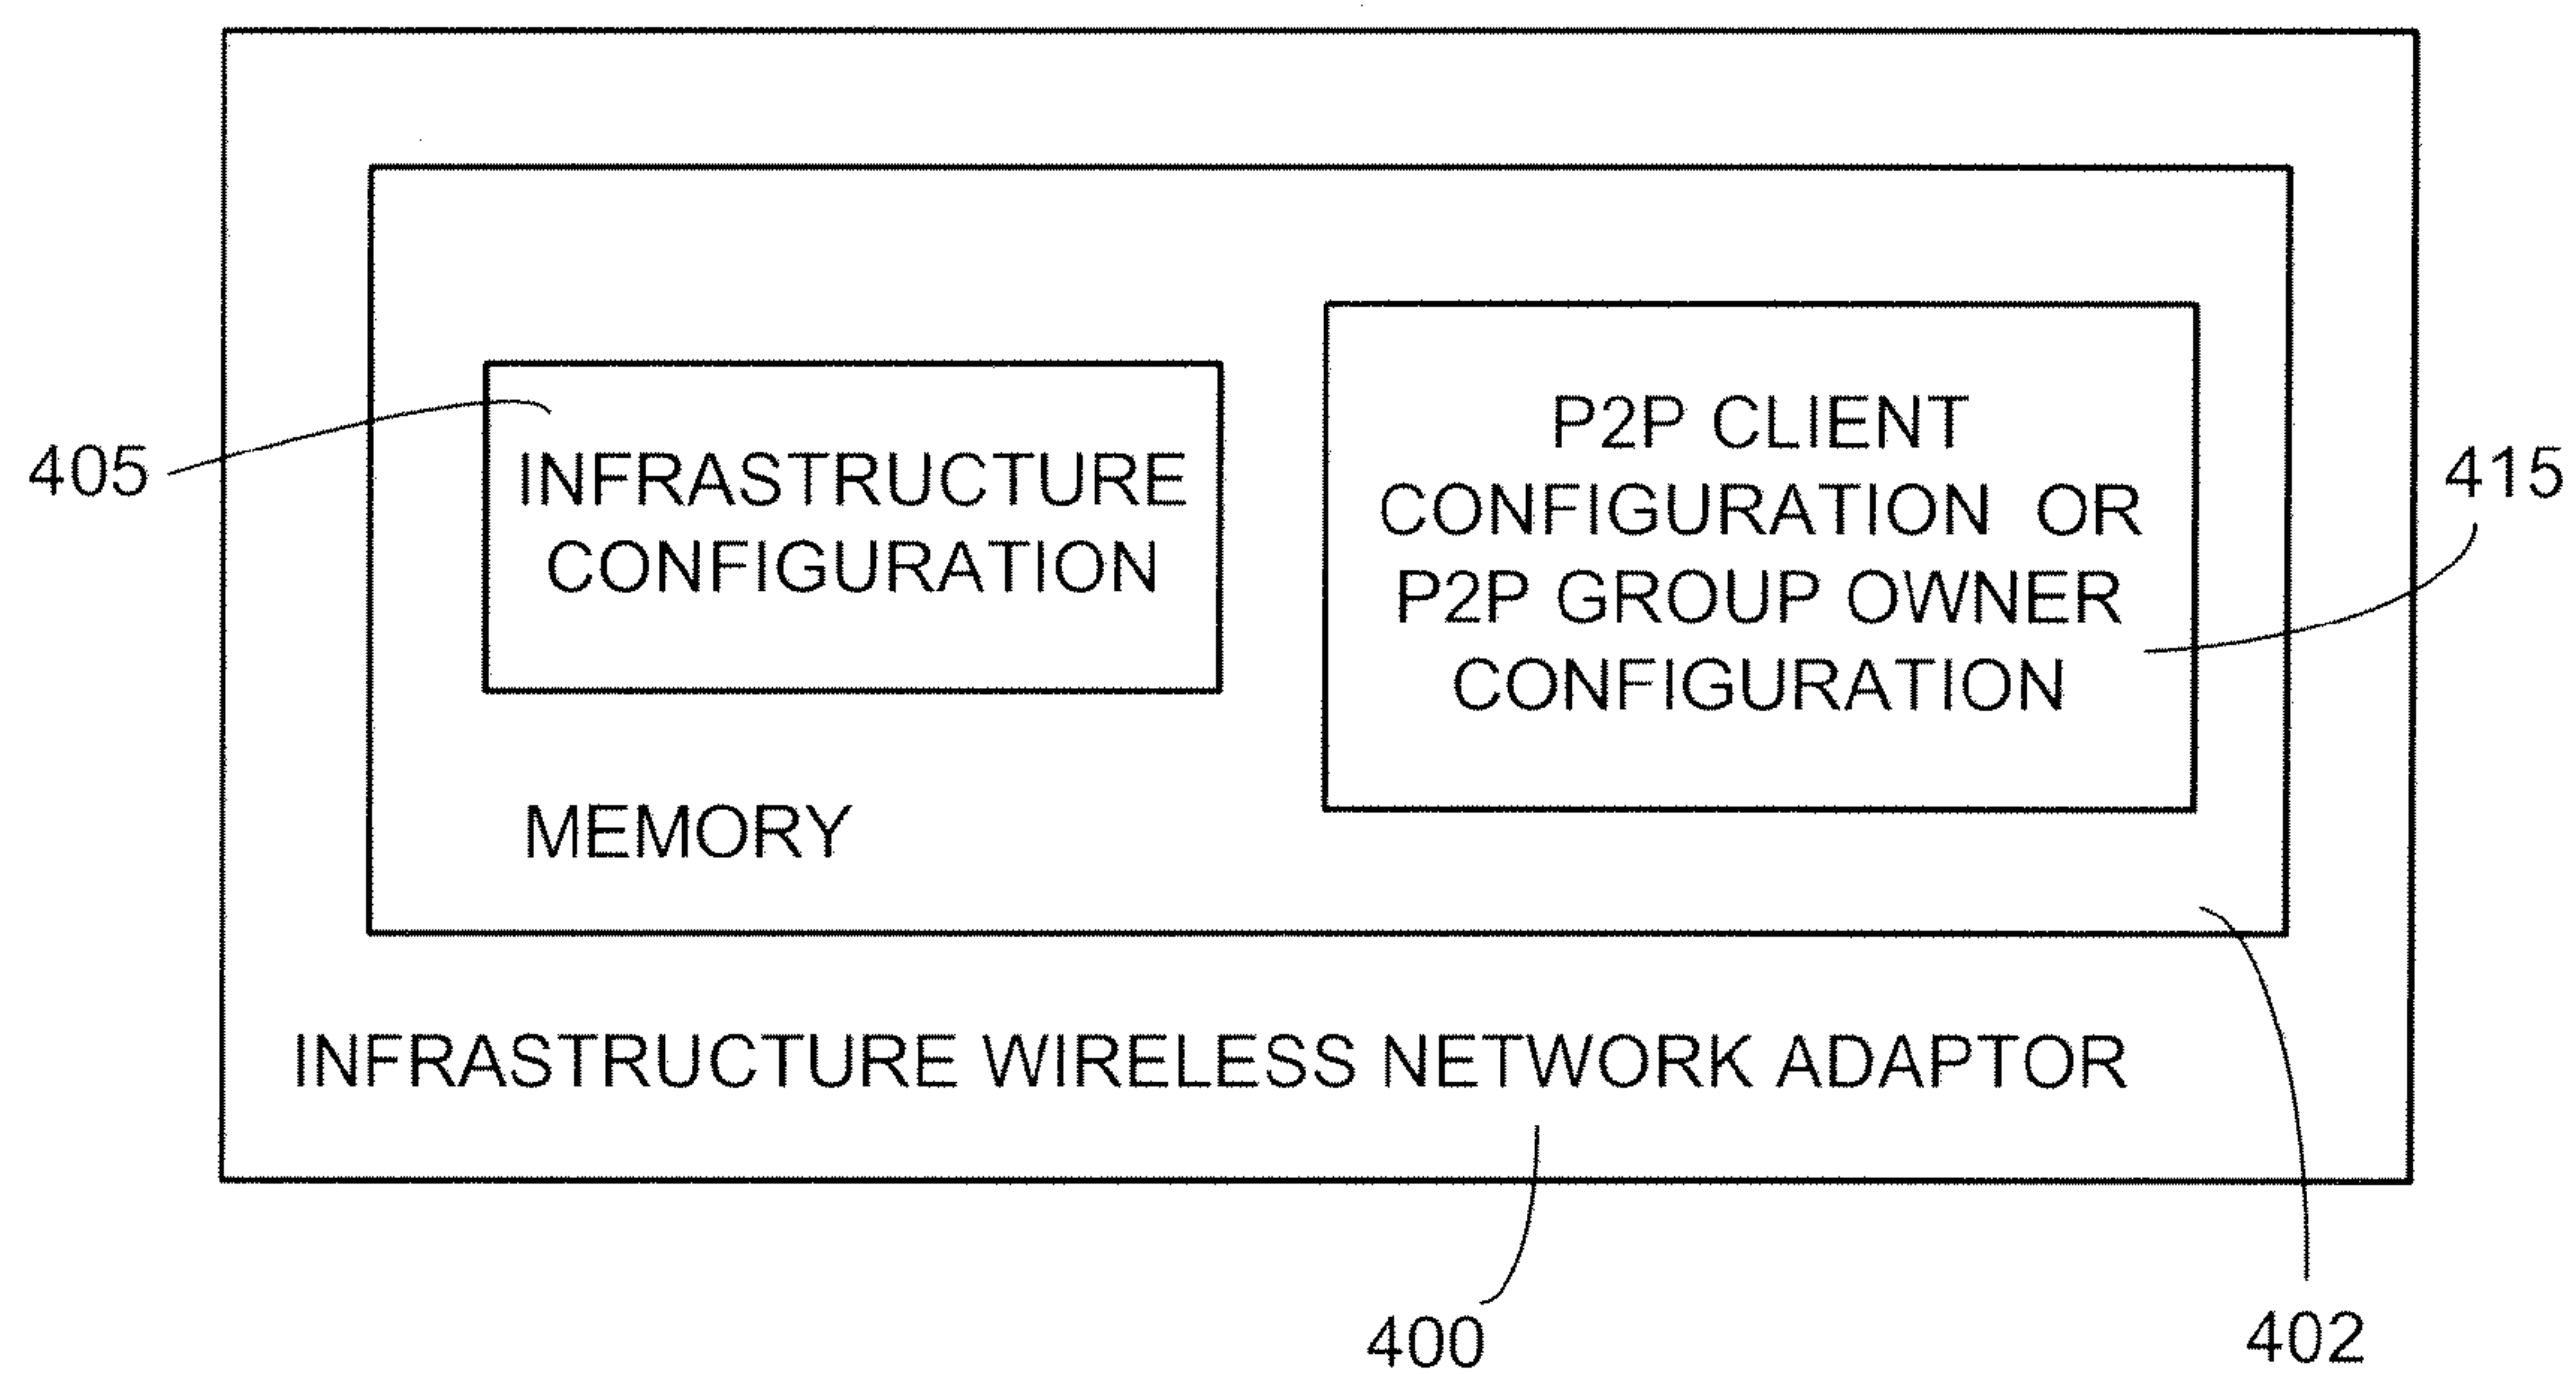 P2P CLIENT
CONFIGURATION OR
P2P GROUP OWNER
CONFIGURATION
415
405
INFRASTRUCTURE
CONFIGURATION
MEMORY
INFRASTRUCTURE WIRELESS NETWORK ADAPTOR
400
402